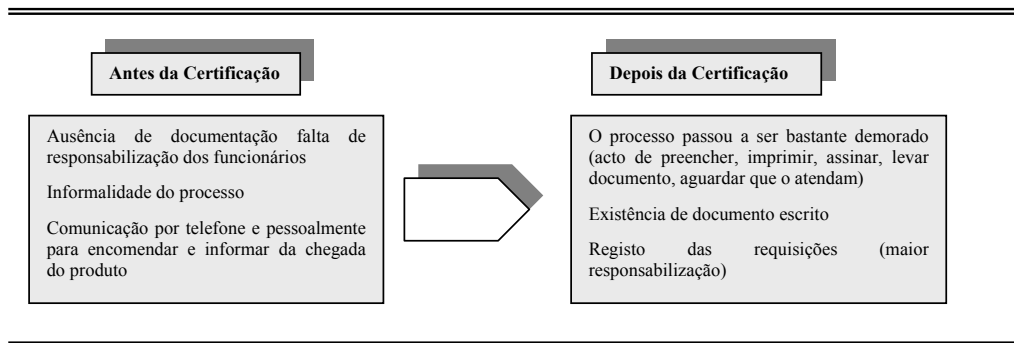 Antes da Certificação
Ausência de documentação falta de
responsabilização dos funcionários
Informalidade do processo
Comunicação por telefone e pessoalmente
para encomendar e informar da chegada
do produto
Depois da Certificação
O processo passou a ser bastante demorado
(acto de preencher, imprimir, assinar, levar
documento, aguardar que o atendam)
Existência de documento escrito
Registo das requisições (maior
responsabilização)